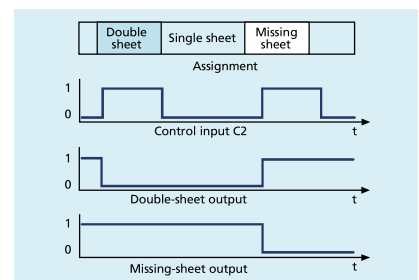 Double
sheet
Single sheet
Missing
sheet
Assignment
1
0
Control input C2
t
1
0
Double-sheet output
t
1
0
Missing-sheet output
t